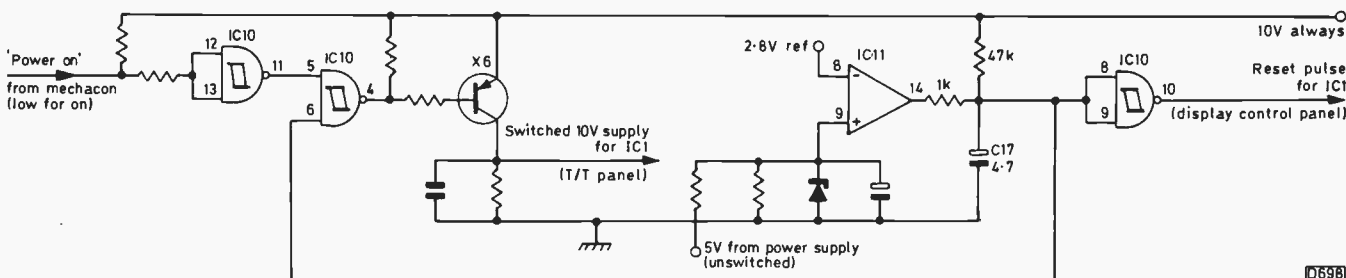 'Power on'
from mechacon
(low for on)
12
13
IC10
11
5
6
IC10
4
X6
Switched 10V supply
for IC1
(T/T panel)
2·8V ref
8
9
IC11
14
1k
47k
C17
4·7
5V from power supply
(unswitched)
8
9
IC10
10
10V always
Reset pulse
for IC1
(display control panel)
D698